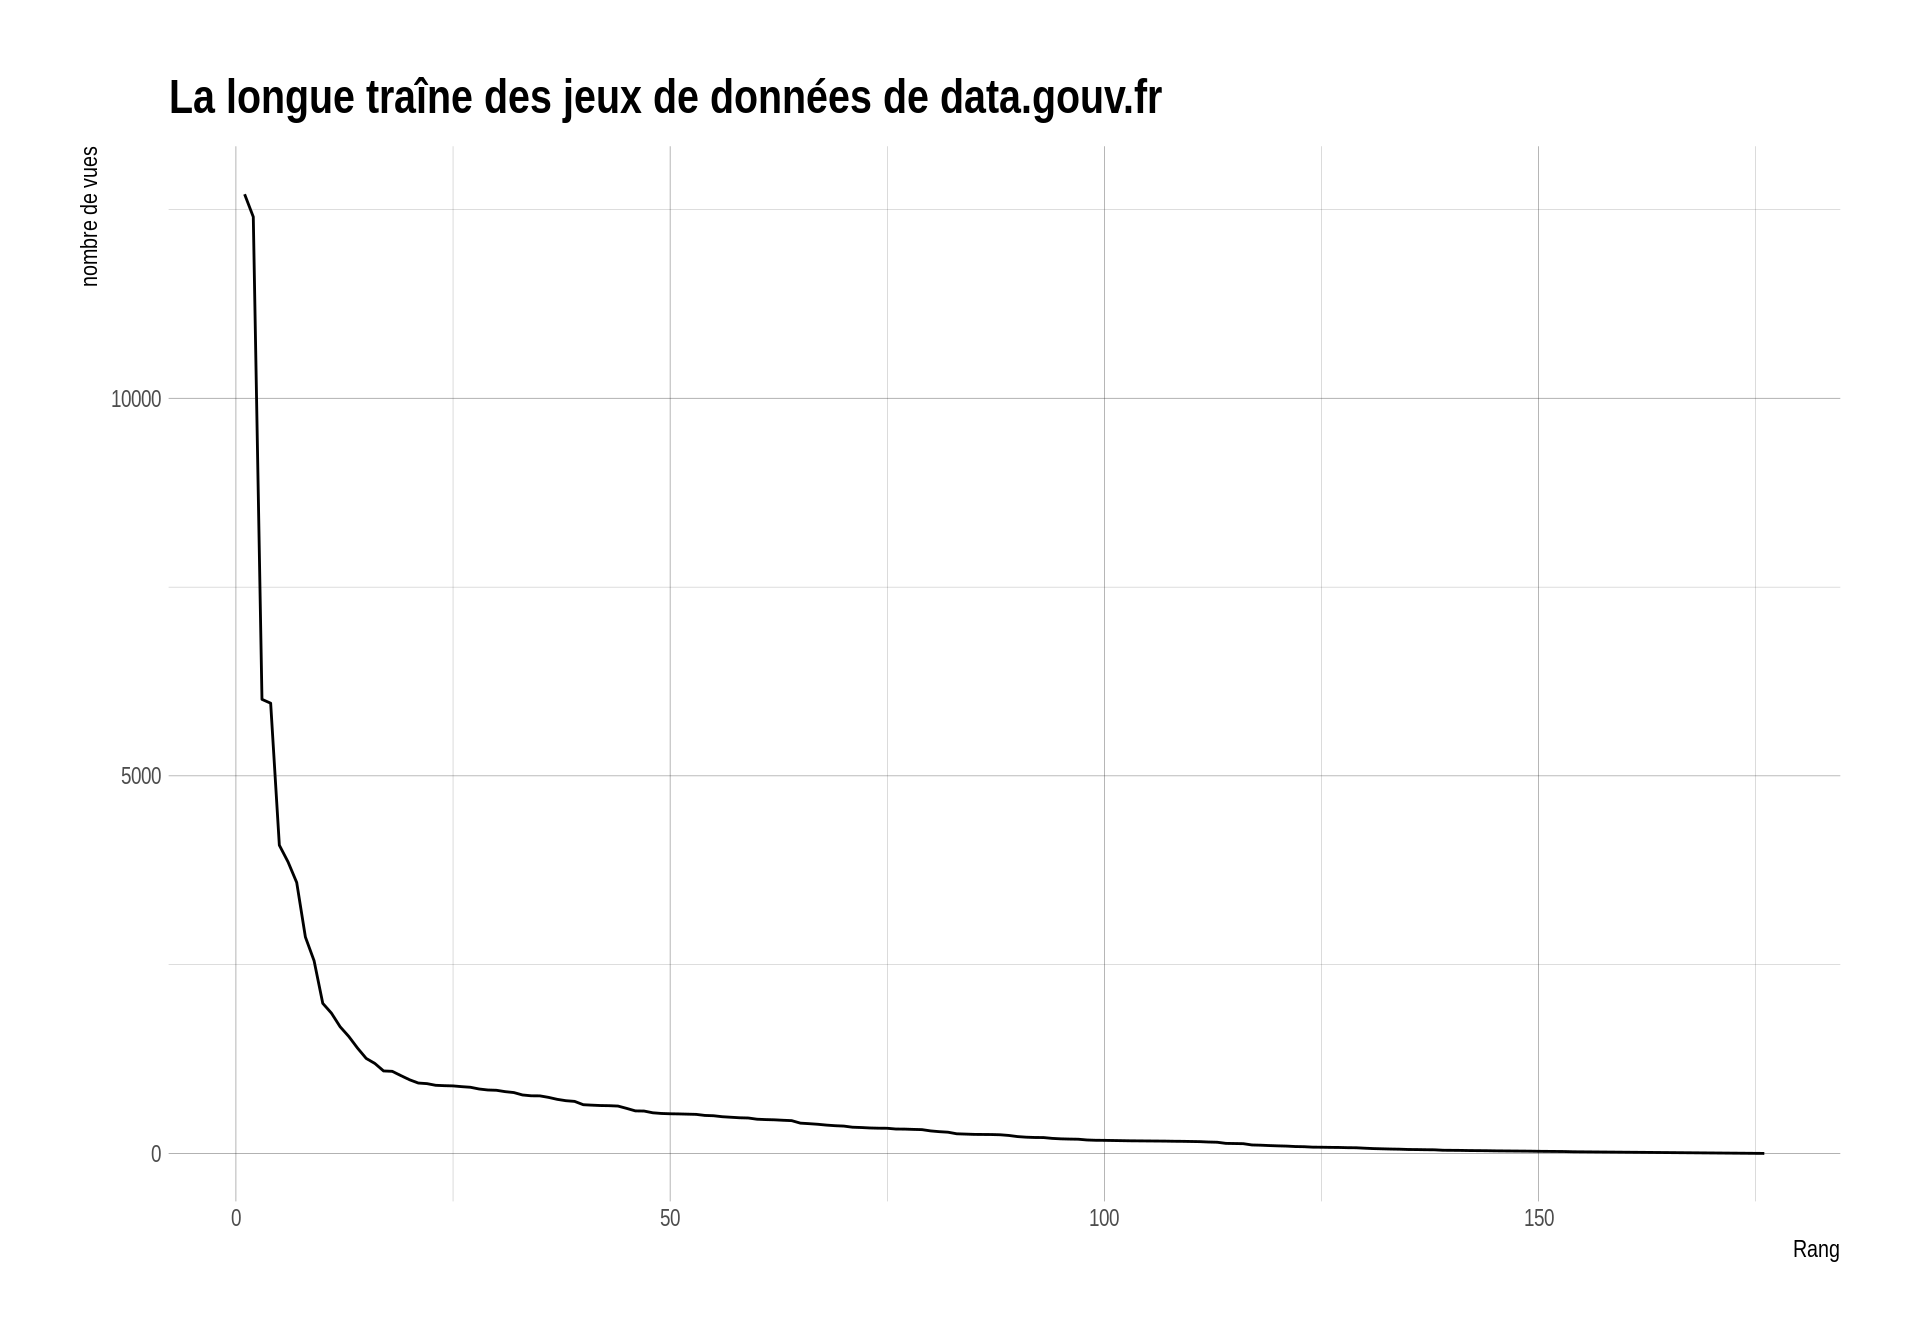 La longue traîne des jeux de données de data.gouv.fr
nombre de vues
10000
5000
0
0
50
100
150
Rang